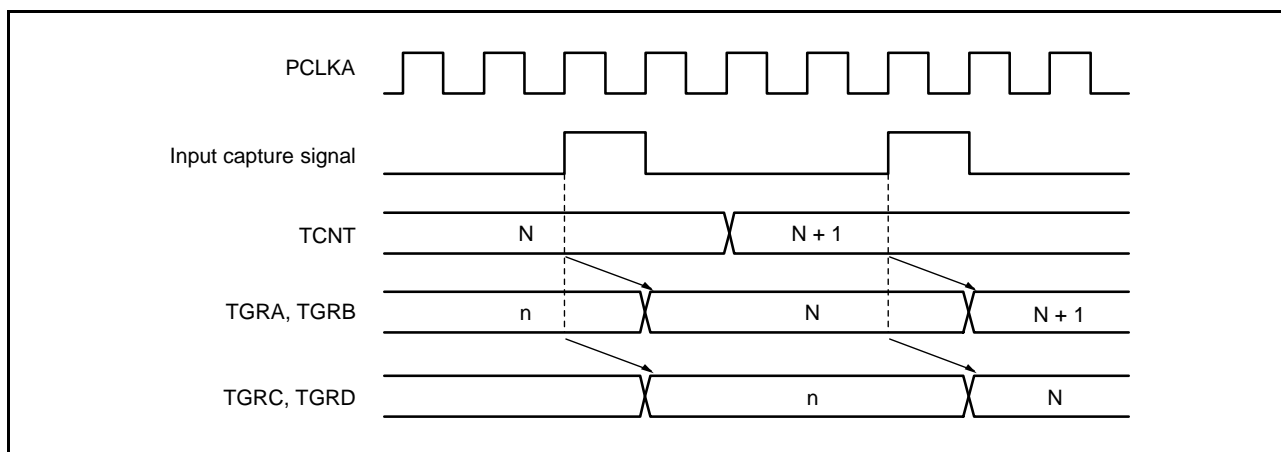 PCLKA
Input capture signal
TCNT
N
N + 1
TGRA, TGRB
n
N
N + 1
TGRC, TGRD
n
N